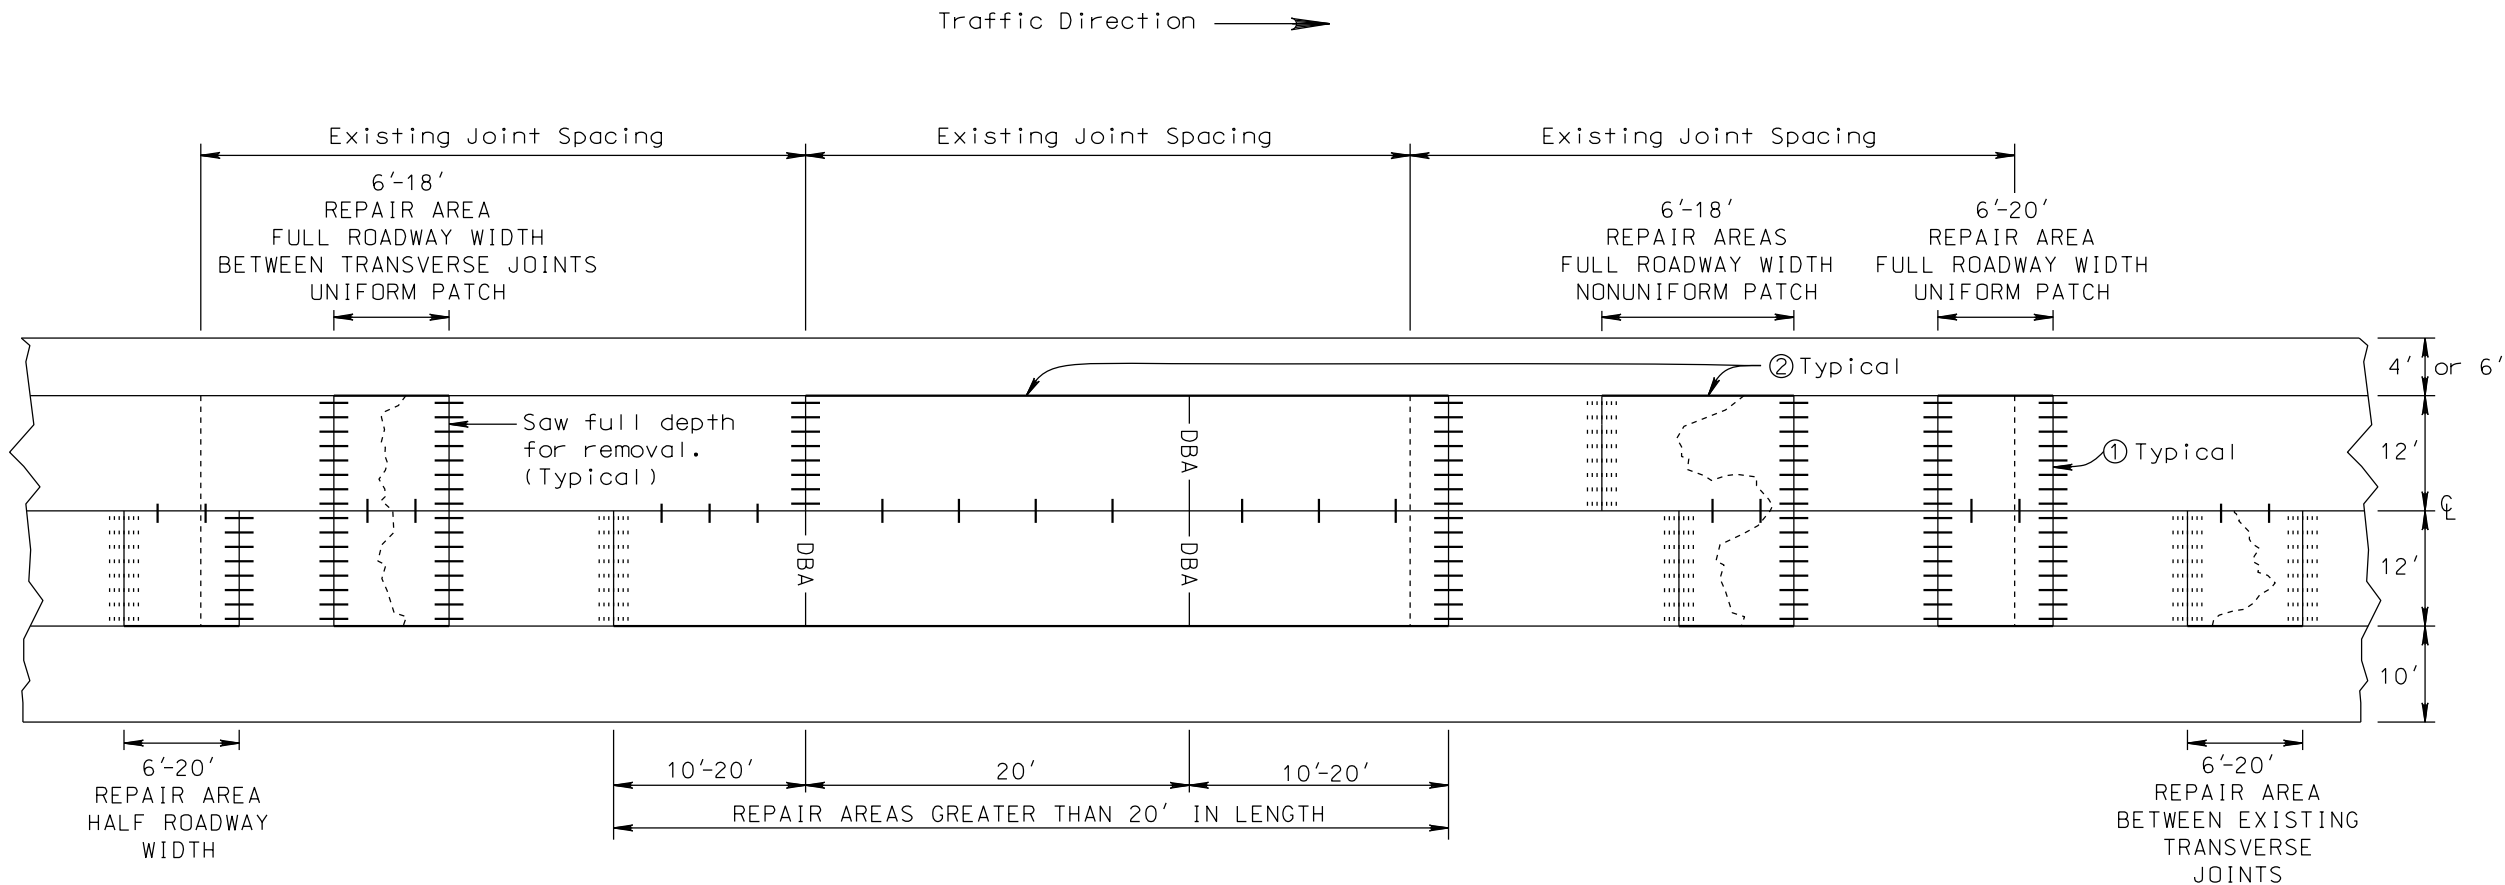 Traffic Direction
Existing Joint Spacing
Existing Joint Spacing
Existing Joint Spacing
6'-18'
REPAIR AREA
FULL ROADWAY WIDTH
BETWEEN TRANSVERSE JOINTS
UNIFORM PATCH
6'-18'
REPAIR AREAS
FULL ROADWAY WIDTH
NONUNIFORM PATCH
6'-20'
REPAIR AREA
FULL ROADWAY WIDTH
UNIFORM PATCH
② Typical
4' or 6'
Saw full depth
for removal.
(Typical)
DBA
① Typical
12'
℄
DBA
DBA
12'
10'
6'-20'
REPAIR AREA
HALF ROADWAY
WIDTH
10'-20'
20'
10'-20'
REPAIR AREAS GREATER THAN 20' IN LENGTH
6'-20'
REPAIR AREA
BETWEEN EXISTING
TRANSVERSE
JOINTS